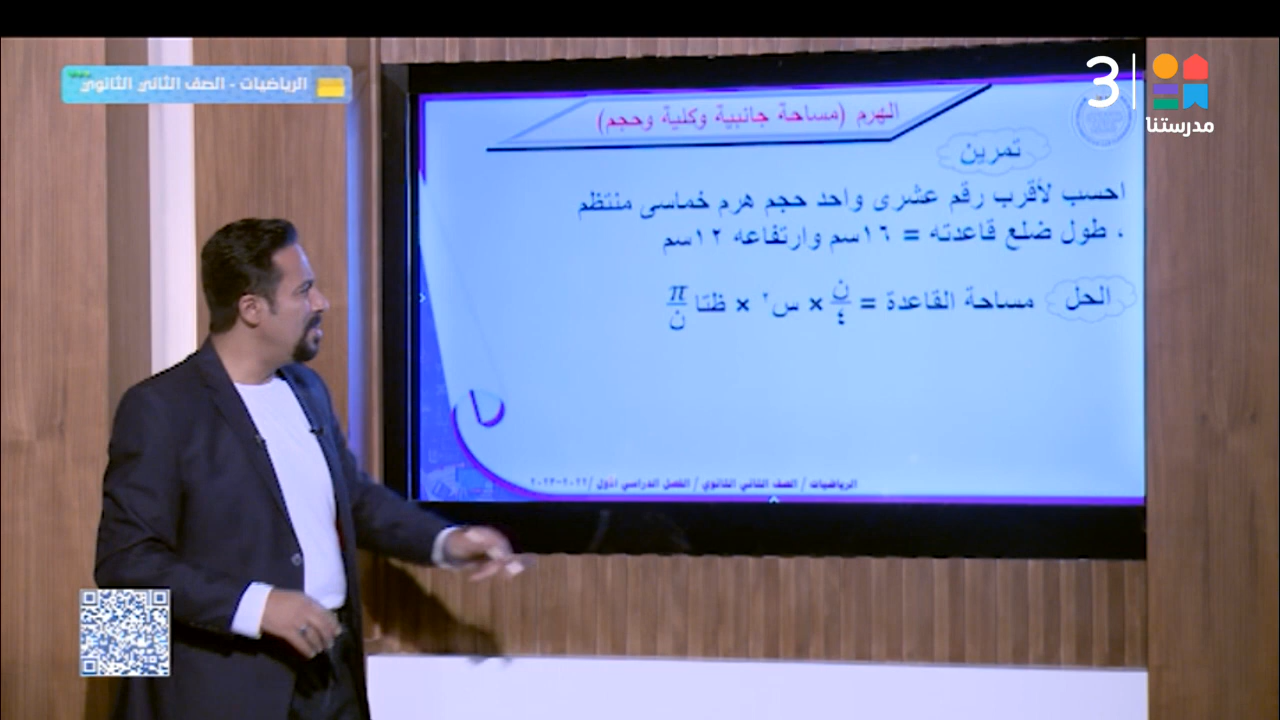 الرياضيات - الصف الثاني الثانوي
3
مدرستنا
الهرم (مساحة جانبية وكلية وحجم)
تمرين
احسب لأقرب رقم عشرى واحد حجم هرم خماسى منتظم
، طول ضلع قاعدته = ١٦سم وارتفاعه ١٢سم
الحل
مساحة القاعدة = ن/٤ × س٢ × ظتا π/ن
الرياضيات / الصف الثاني الثانوي / الفصل الدراسي الأول /٢٠٢٢-٢٠٢٣